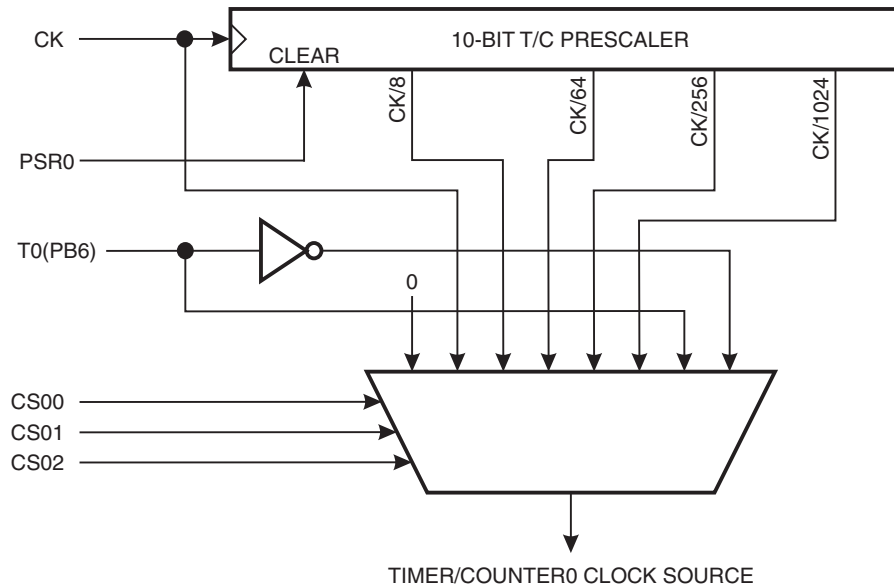 CK
10-BIT T/C PRESCALER
CLEAR
CK/8
CK/64
CK/256
CK/1024
PSR0
T0(PB6)
0
CS00
CS01
CS02
TIMER/COUNTER0 CLOCK SOURCE